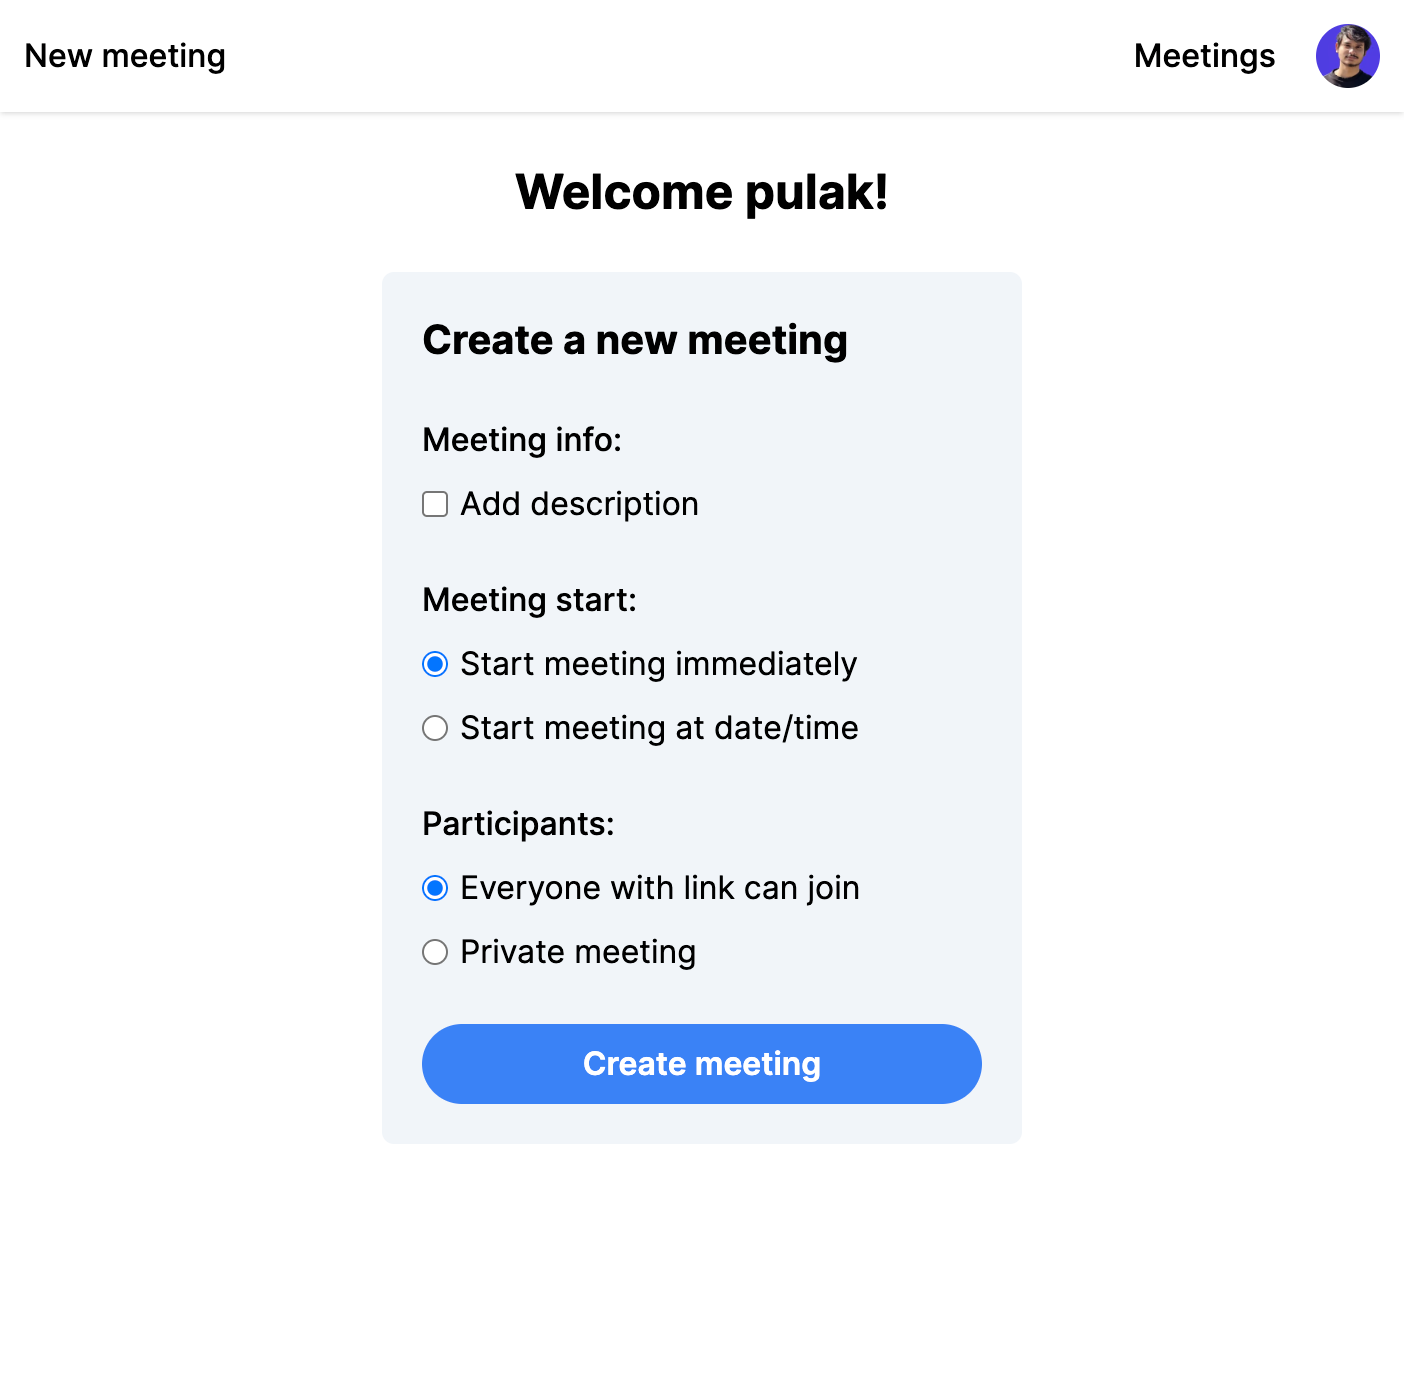 New meeting
Meetings
Welcome pulak!
Create a new meeting
Meeting info:
Add description
Meeting start:
Start meeting immediately
Start meeting at date/time
Participants:
Everyone with link can join
Private meeting
Create meeting